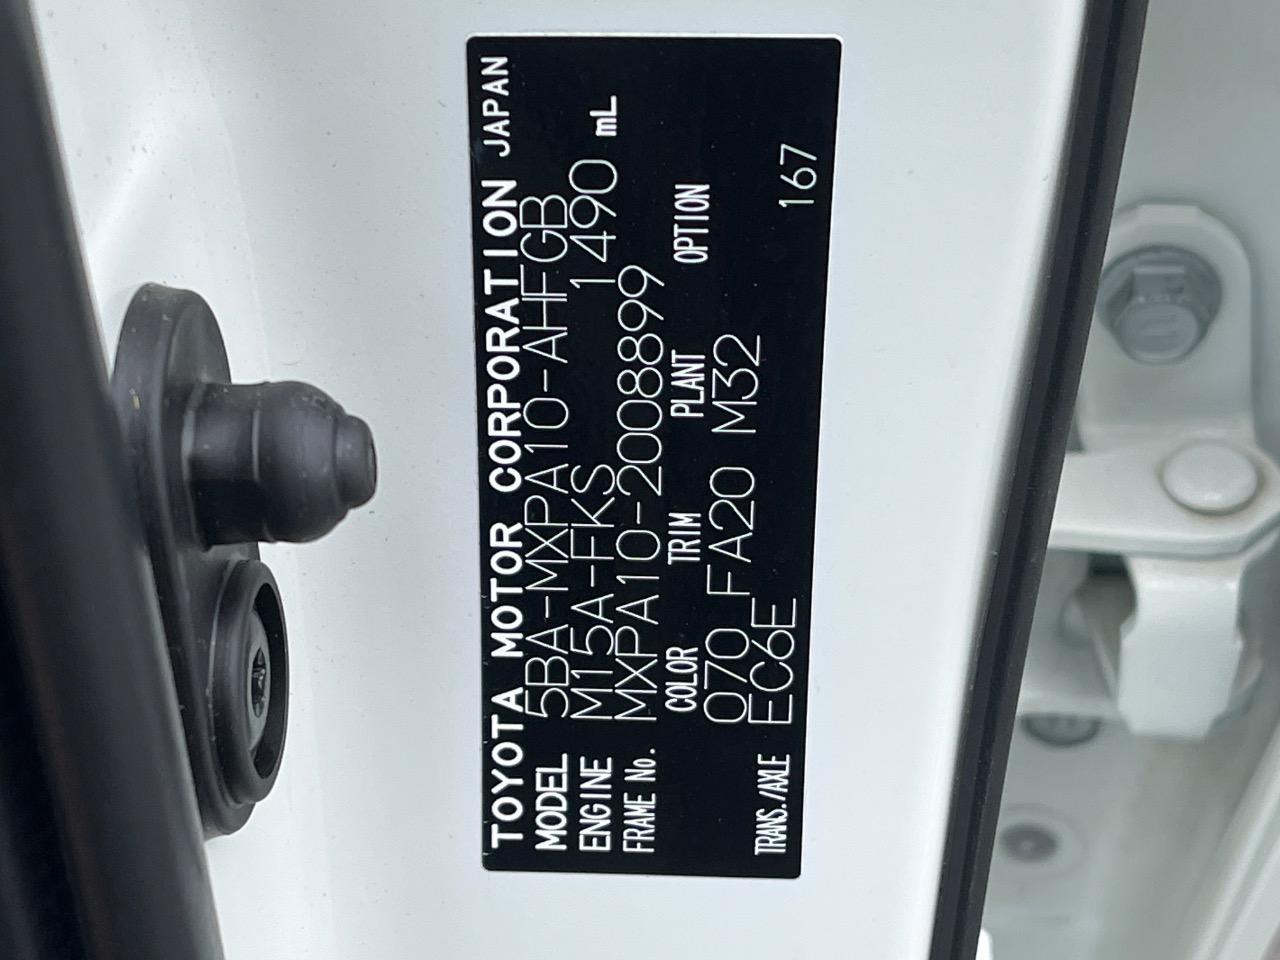 TOYOTA MOTOR CORPORATION JAPAN
MODEL 5BA-MXPA10-AHFGB
ENGINE M15A-FKS 1490 mL
FRAME No. MXPA10-2008899
COLOR TRIM PLANT OPTION
070 FA20 M32
TRANS./AXLE EC6E 167